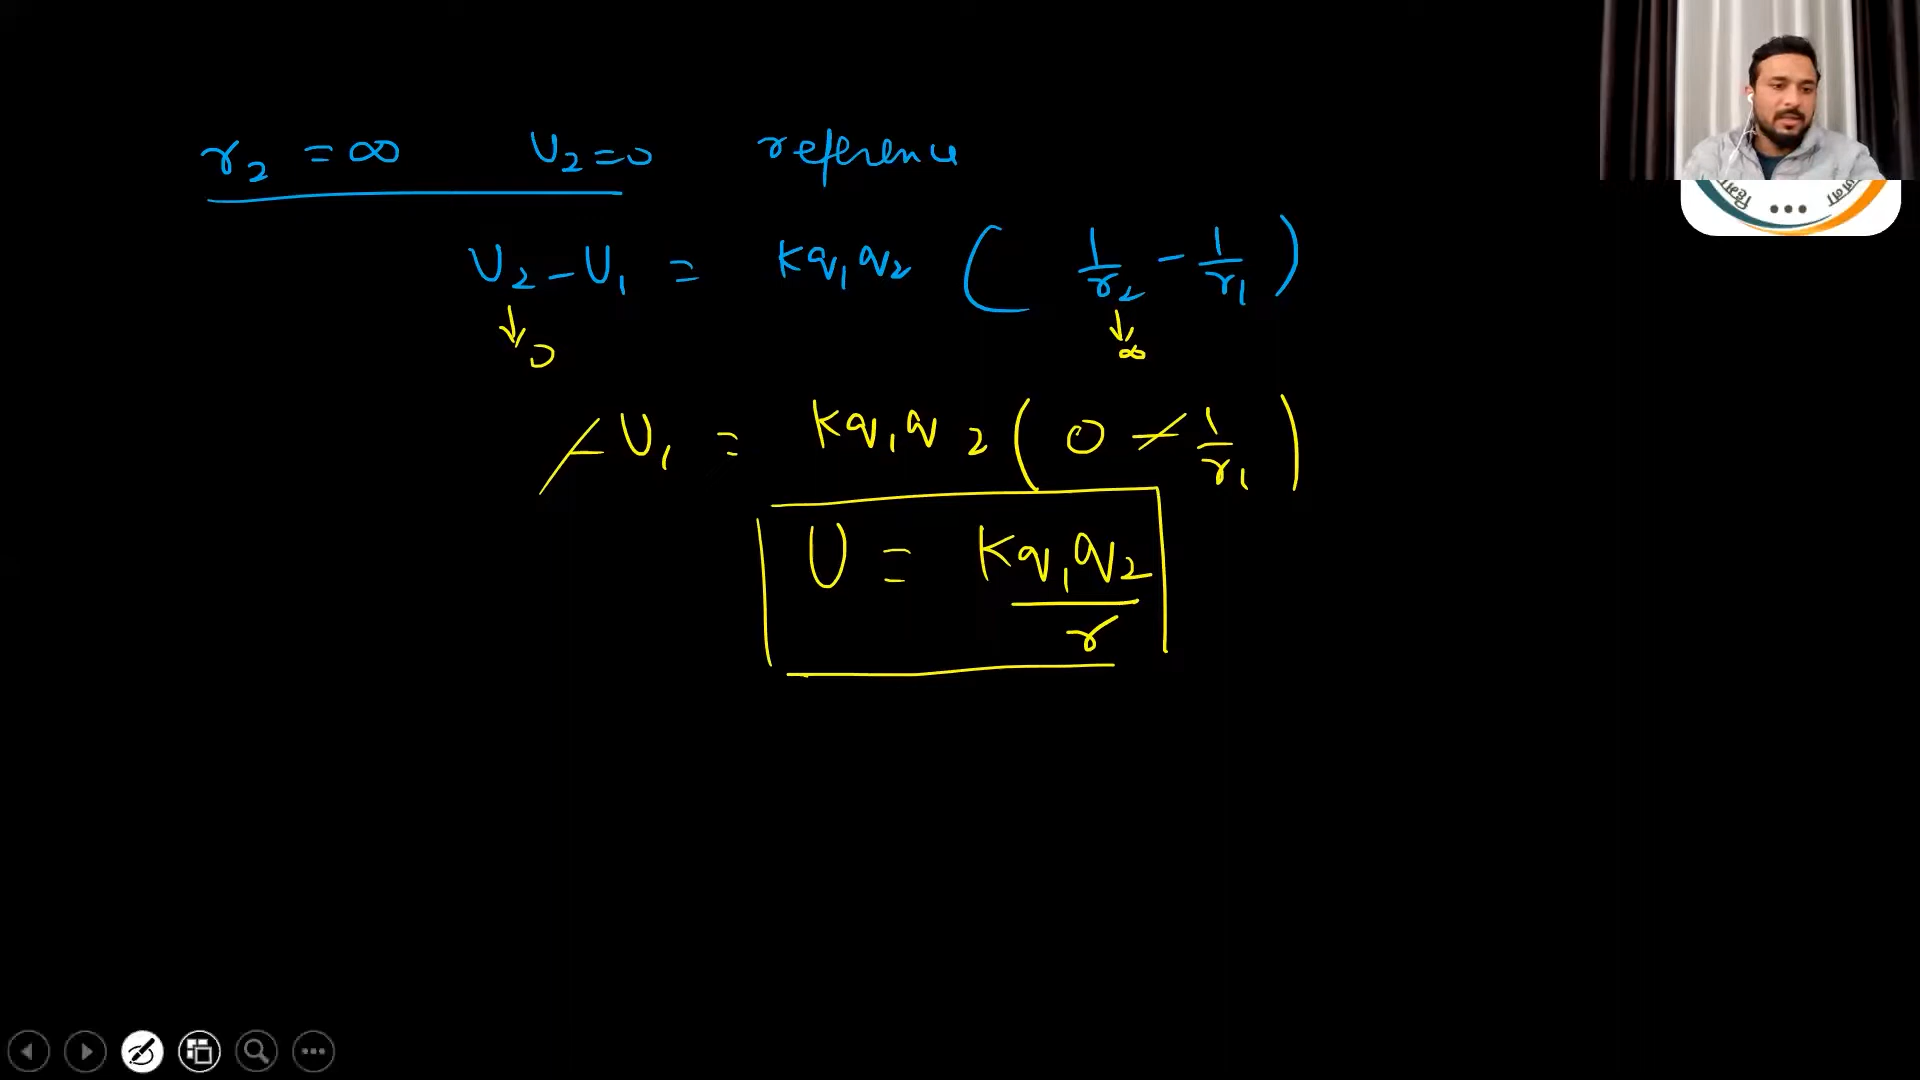 r₂ = ∞ U₂=0 reference
U₂ – U₁ = kq₁q₂ ( 1/r₂ – 1/r₁ )
↓0 ↓∞
–U₁ = kq₁q₂ ( 0 – 1/r₁ )
U = kq₁q₂/r